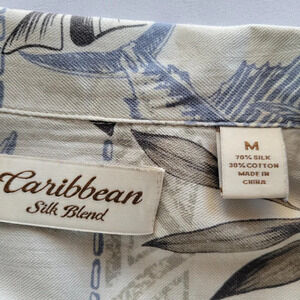 Caribbean
Silk Blend
M
70% SILK
30% COTTON
MADE IN
CHINA